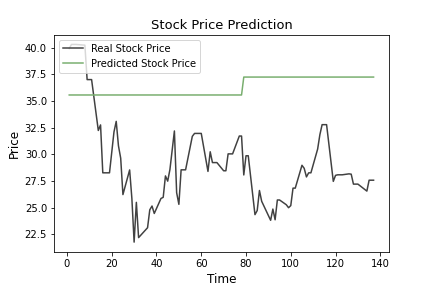 Stock Price Prediction
Real Stock Price
Predicted Stock Price
Price
40.0
37.5
35.0
32.5
30.0
27.5
25.0
22.5
0 20 40 60 80 100 120 140
Time